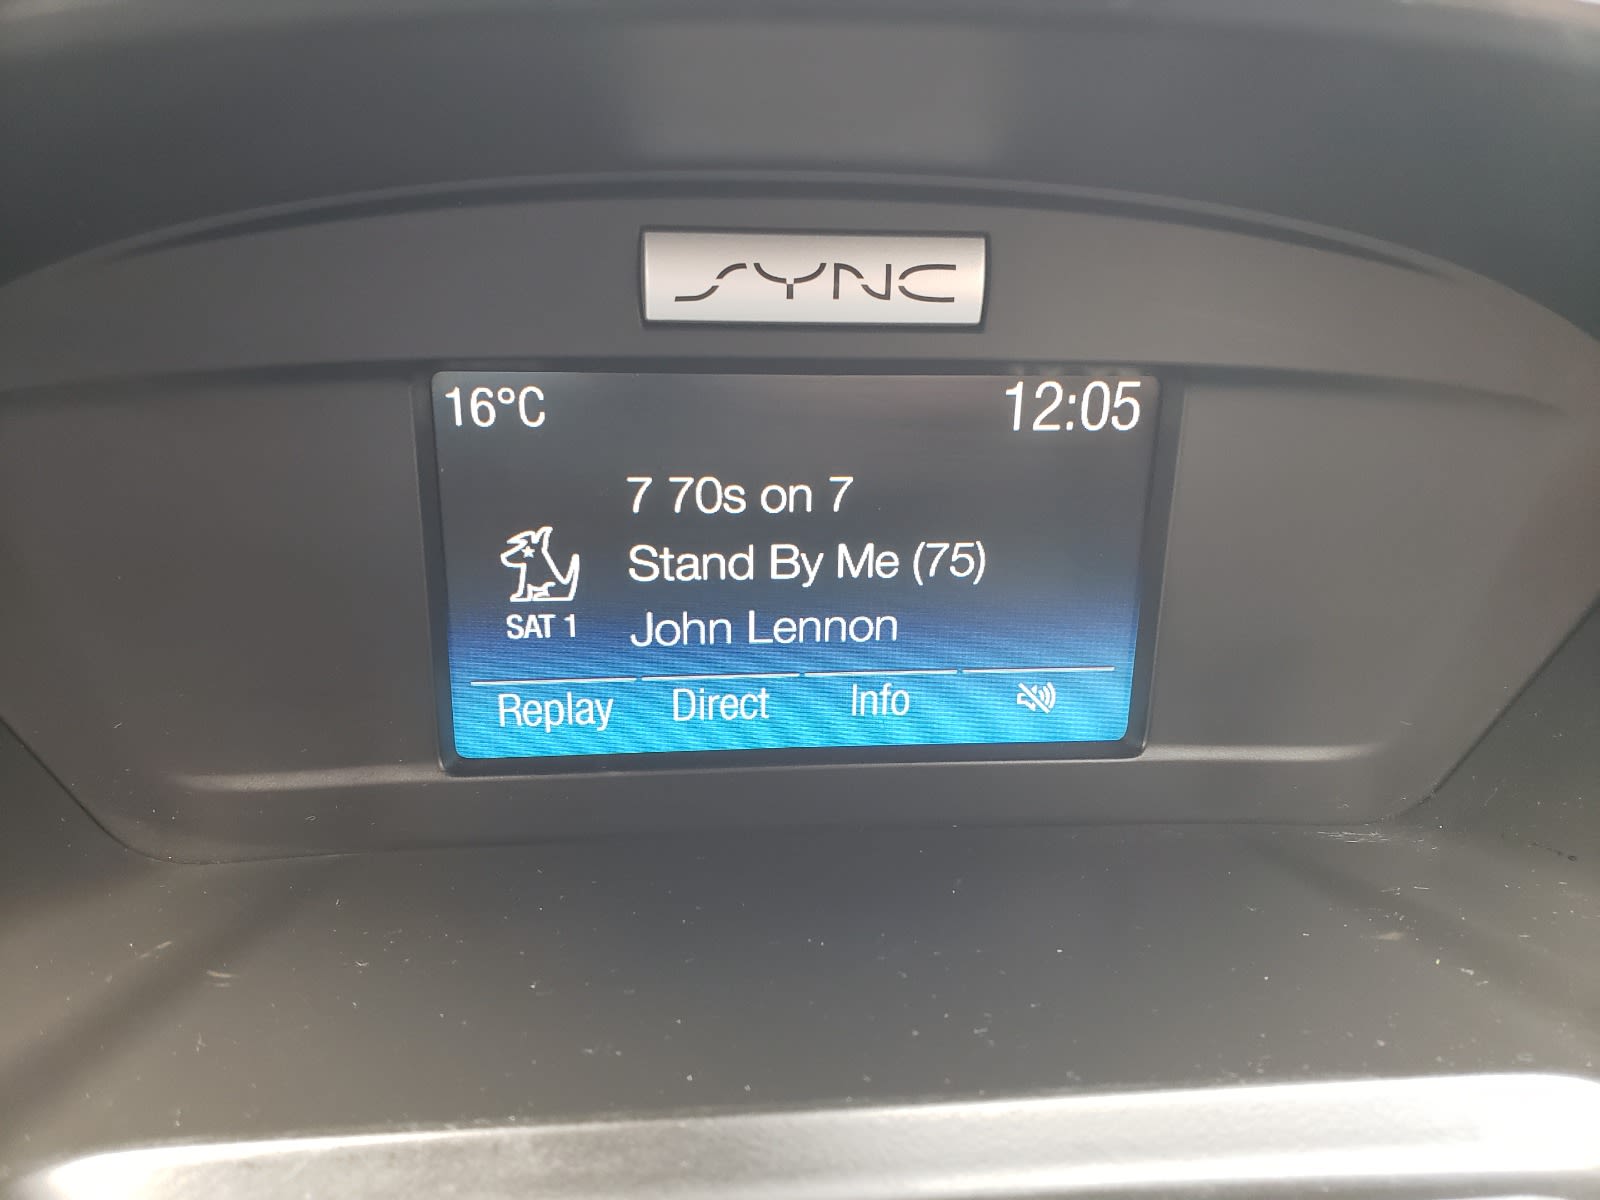 SYNC
16°C 12:05
7 70s on 7
Stand By Me (75)
John Lennon
SAT 1
Replay Direct Info